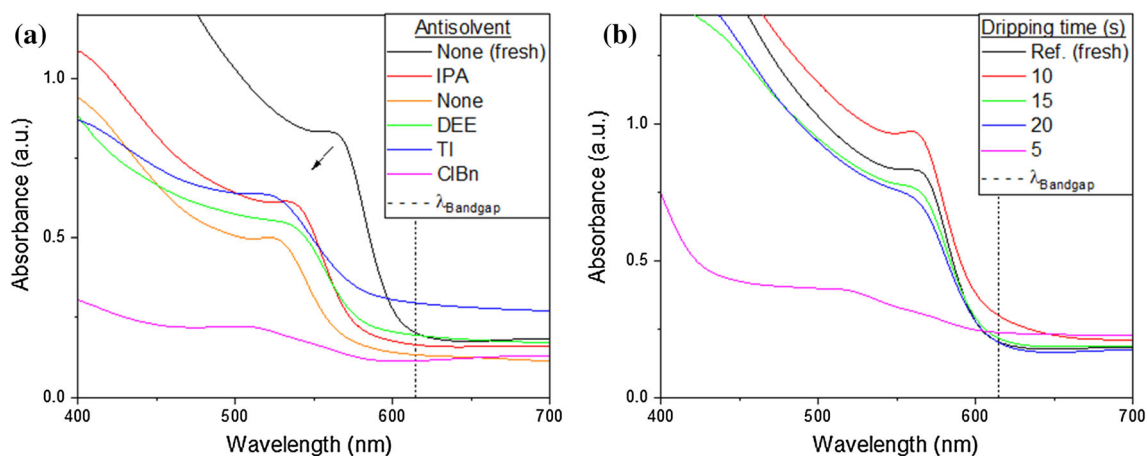 (a)
Absorbance (a.u.)
1.0
0.5
0.0
400
500
600
700
Wavelength (nm)
Antisolvent
None (fresh)
IPA
None
DEE
TI
ClBn
λBandgap
(b)
Absorbance (a.u.)
1.0
0.5
0.0
400
500
600
700
Wavelength (nm)
Dripping time (s)
Ref. (fresh)
10
15
20
5
λBandgap